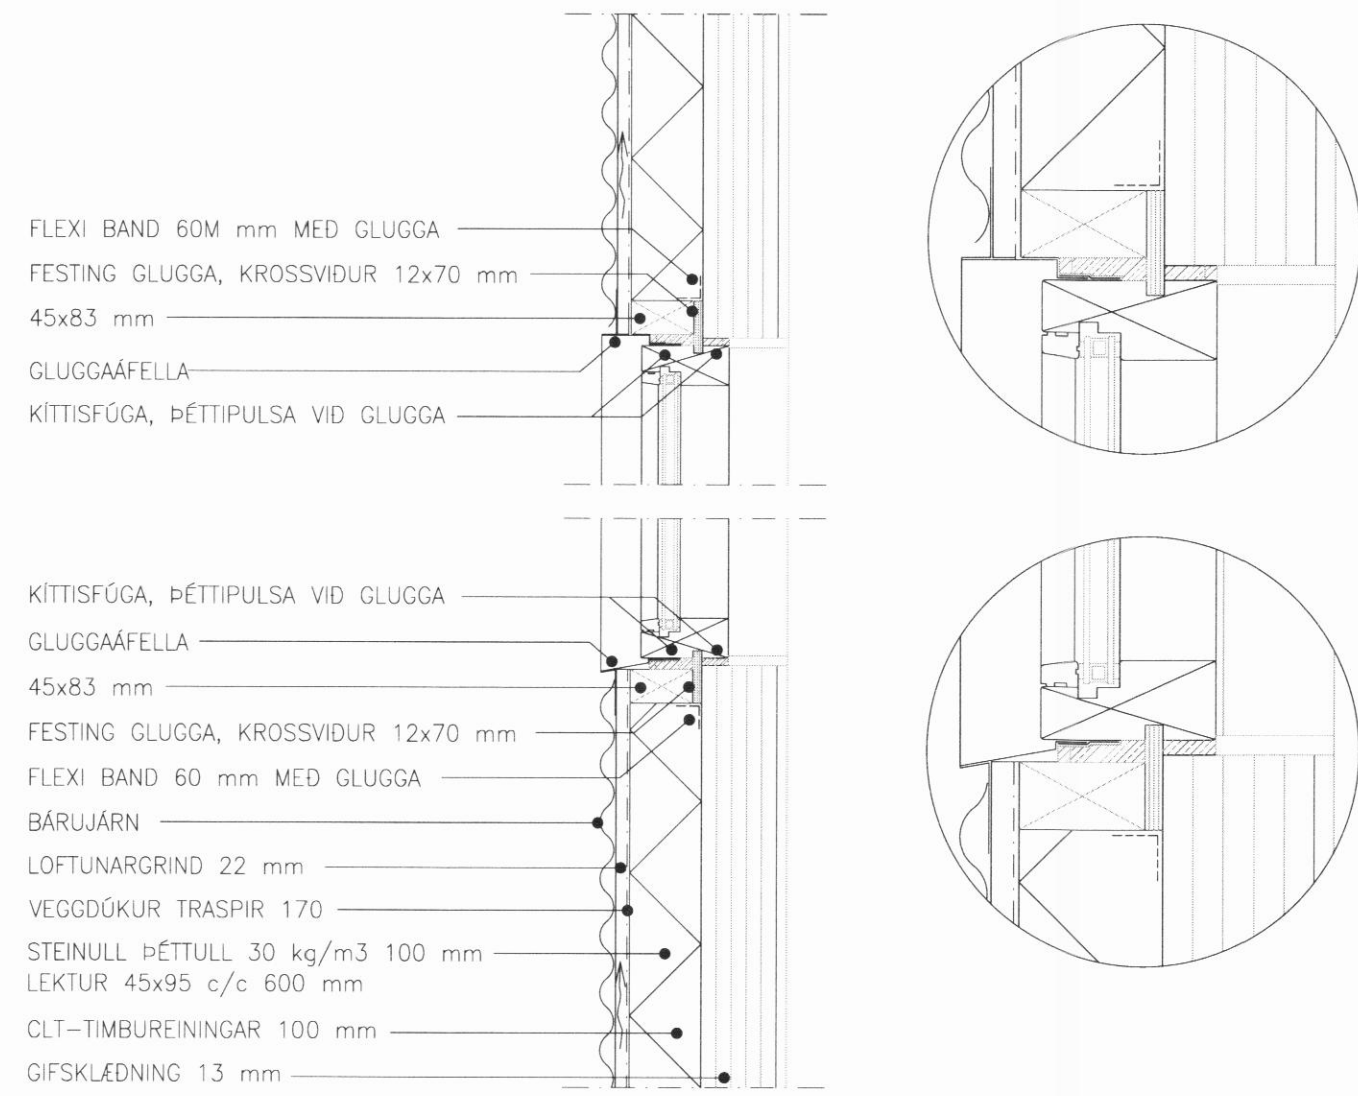 FLEXI BAND 60M mm MEÐ GLUGGA
FESTING GLUGGA, KROSSVIÐUR 12x70 mm
45x83 mm
GLUGGAÁFELLA
KÍTTISFÚGA, ÞÉTTIPULSA VIÐ GLUGGA
KÍTTISFÚGA, ÞÉTTIPULSA VIÐ GLUGGA
GLUGGAÁFELLA
45x83 mm
FESTING GLUGGA, KROSSVIÐUR 12x70 mm
FLEXI BAND 60 mm MEÐ GLUGGA
BÁRUJÁRN
LOFTUNARGRIND 22 mm
VEGGDÚKUR TRASPIR 170
STEINULL ÞÉTTULL 30 kg/m3 100 mm
LEKTUR 45x95 c/c 600 mm
CLT-TIMBUREININGAR 100 mm
GIFSKLÆÐNING 13 mm